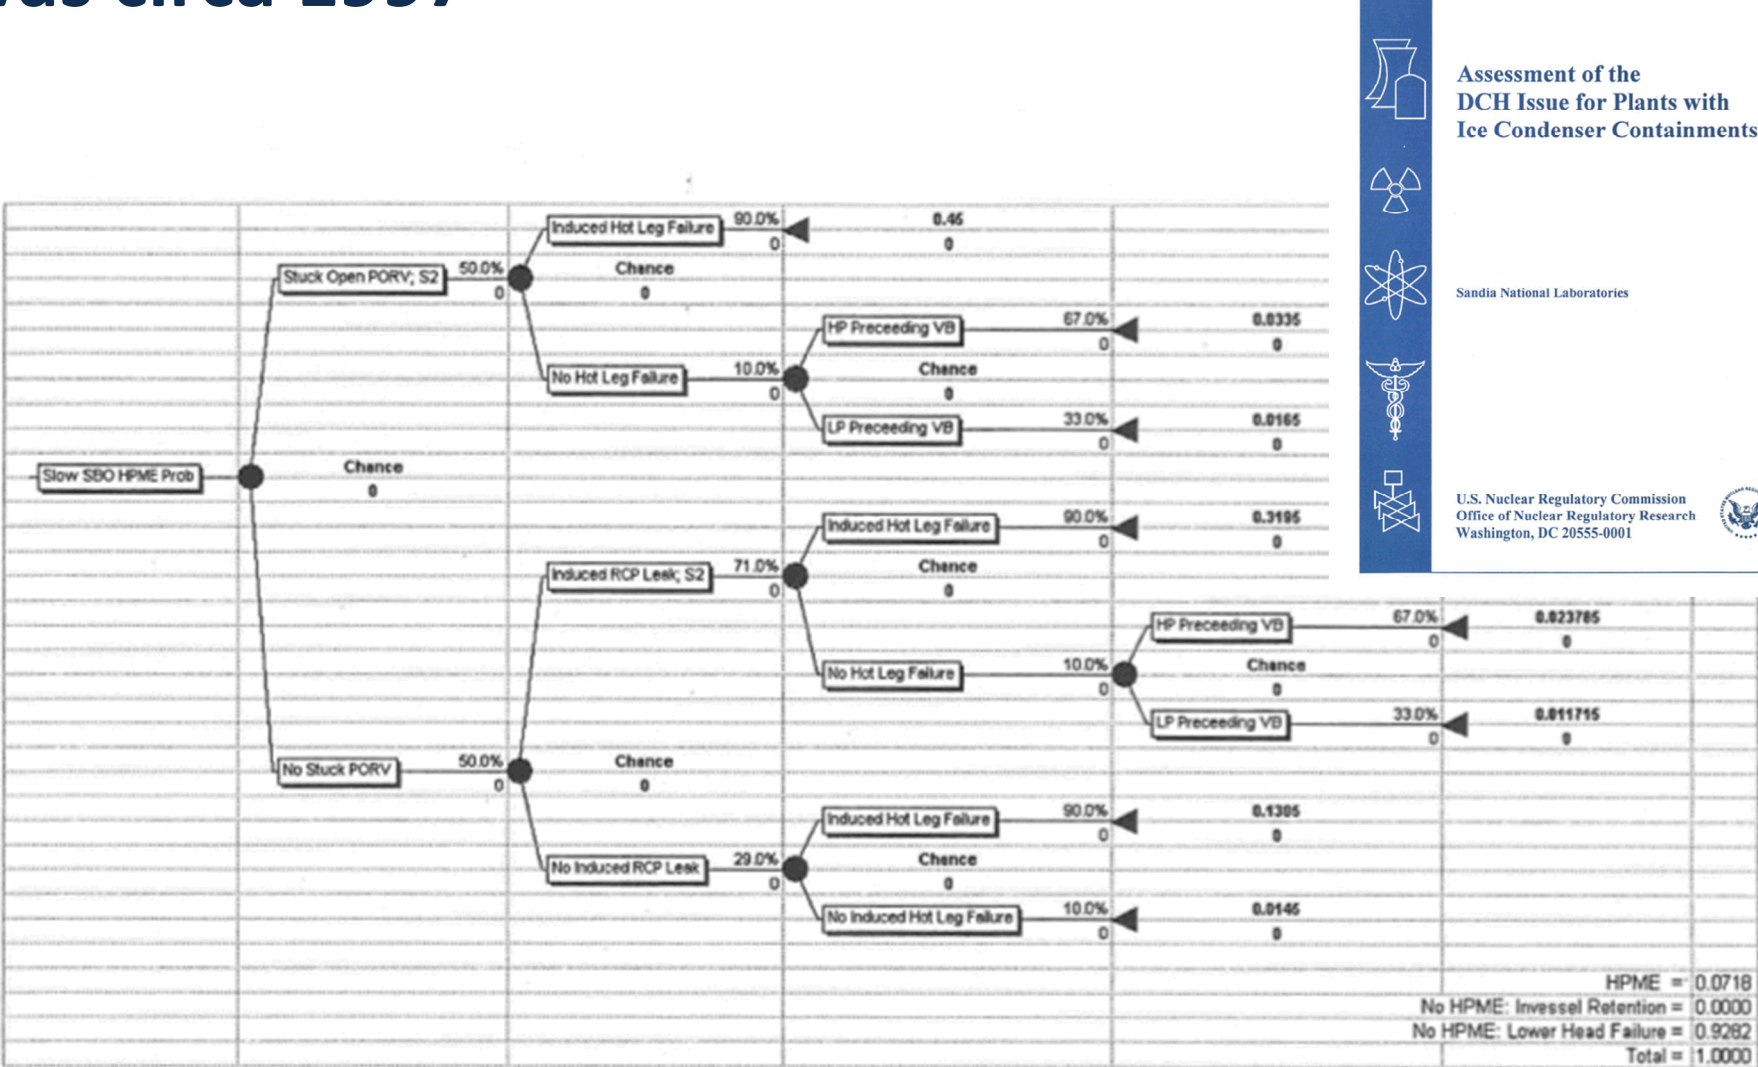 was circa 1997
Assessment of the
DCH Issue for Plants with
Ice Condenser Containments
Sandia National Laboratories
U.S. Nuclear Regulatory Commission
Office of Nuclear Regulatory Research
Washington, DC 20555-0001
Induced Hot Leg Failure 90.0% 0.45
0 0
Stuck Open PORV; S2 50.0% Chance
0 0
HP Preceeding VB 67.0% 0.0335
0 0
No Hot Leg Failure 10.0% Chance
0 0
LP Preceeding VB 33.0% 0.0165
0 0
Slow SBO HPME Prob Chance
0
Induced Hot Leg Failure 90.0% 0.3195
0 0
Induced RCP Leak; S2 71.0% Chance
0 0
HP Preceeding VB 67.0% 0.023785
0 0
No Hot Leg Failure 10.0% Chance
0 0
LP Preceeding VB 33.0% 0.011715
0 0
No Stuck PORV 50.0% Chance
0 0
Induced Hot Leg Failure 90.0% 0.1305
0 0
No Induced RCP Leak 29.0% Chance
0 0
No Induced Hot Leg Failure 10.0% 0.0145
0 0
HPME = 0.0718
No HPME: Invessel Retention = 0.0000
No HPME: Lower Head Failure = 0.9282
Total = 1.0000